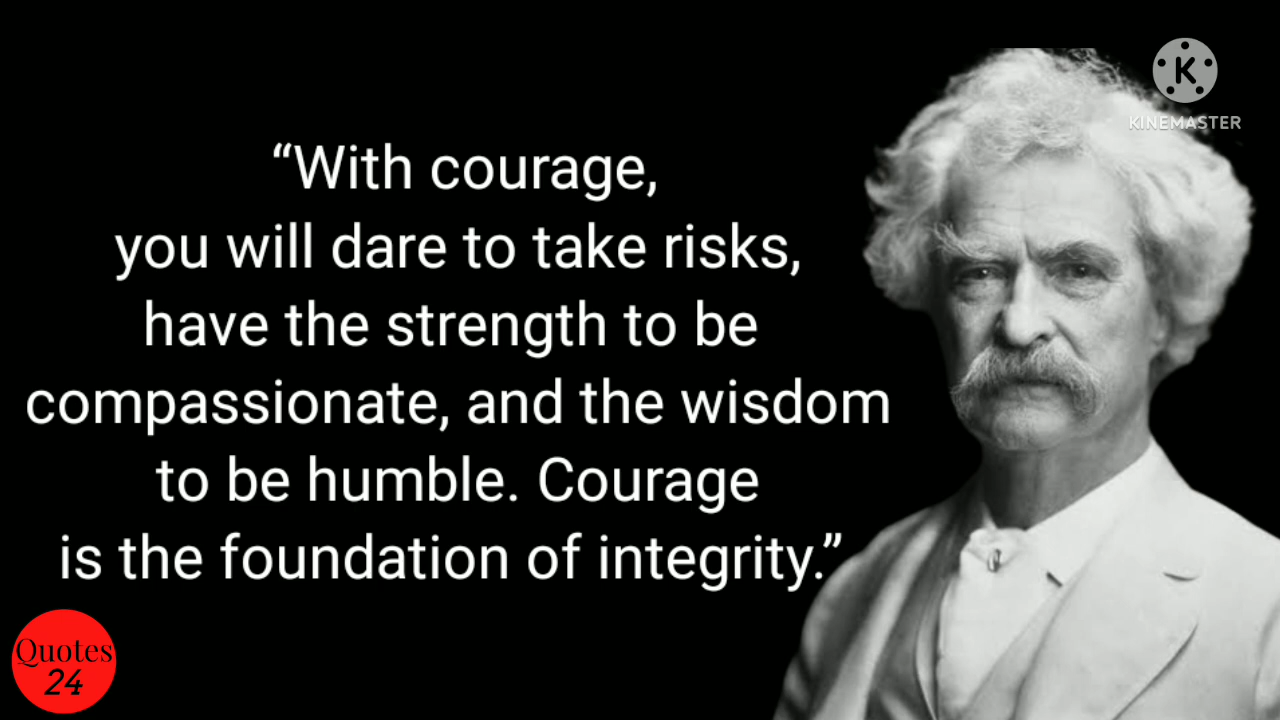 “With courage,
you will dare to take risks,
have the strength to be
compassionate, and the wisdom
to be humble. Courage
is the foundation of integrity.”
K
KINEMASTER
Quotes
24